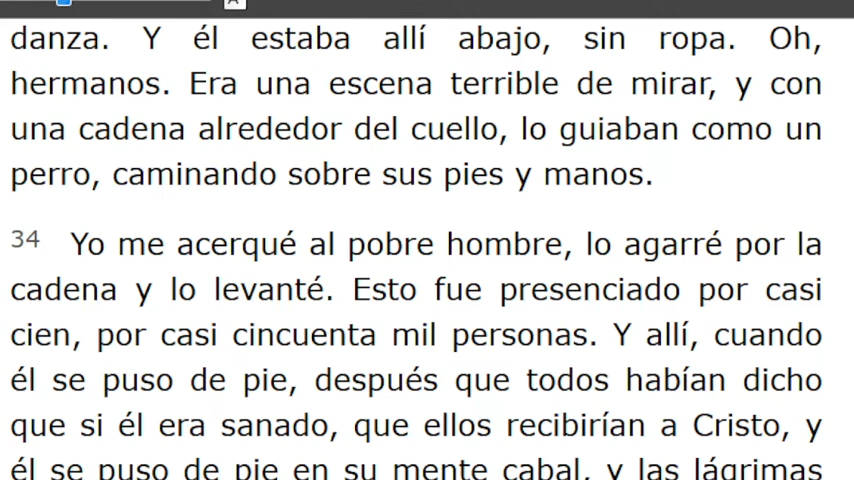 danza. Y él estaba allí abajo, sin ropa. Oh,
hermanos. Era una escena terrible de mirar, y con
una cadena alrededor del cuello, lo guiaban como un
perro, caminando sobre sus pies y manos.
34 Yo me acerqué al pobre hombre, lo agarré por la
cadena y lo levanté. Esto fue presenciado por casi
cien, por casi cincuenta mil personas. Y allí, cuando
él se puso de pie, después que todos habían dicho
que si él era sanado, que ellos recibirían a Cristo, y
él se puso de pie en su mente cabal, y las lágrimas